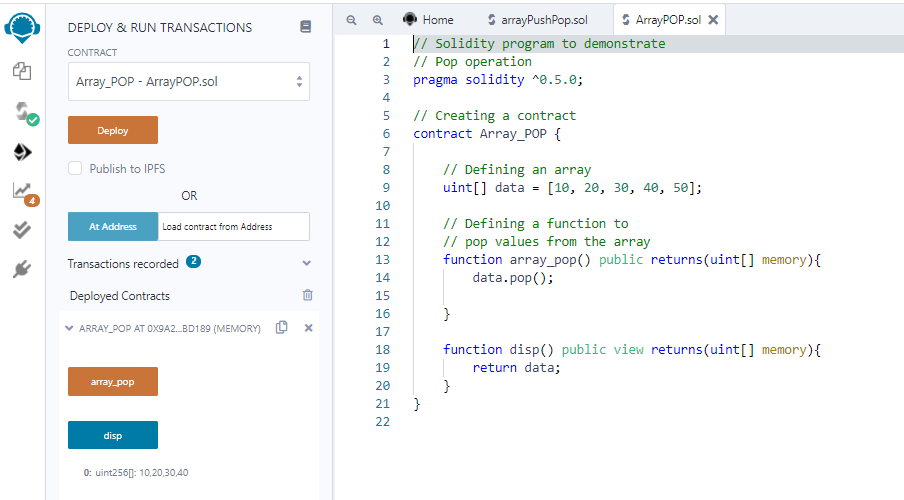 DEPLOY & RUN TRANSACTIONS
CONTRACT
Array_POP - ArrayPOP.sol
Deploy
Publish to IPFS
OR
At Address Load contract from Address
Transactions recorded 2
Deployed Contracts
ARRAY_POP AT 0X9A2...BD189 (MEMORY)
array_pop
disp
0: uint256[]: 10,20,30,40
4
Home arrayPushPop.sol ArrayPOP.sol
1 // Solidity program to demonstrate
2 // Pop operation
3 pragma solidity ^0.5.0;
4
5 // Creating a contract
6 contract Array_POP {
7
8 // Defining an array
9 uint[] data = [10, 20, 30, 40, 50];
10
11 // Defining a function to
12 // pop values from the array
13 function array_pop() public returns(uint[] memory){
14 data.pop();
15
16 }
17
18 function disp() public view returns(uint[] memory){
19 return data;
20 }
21 }
22